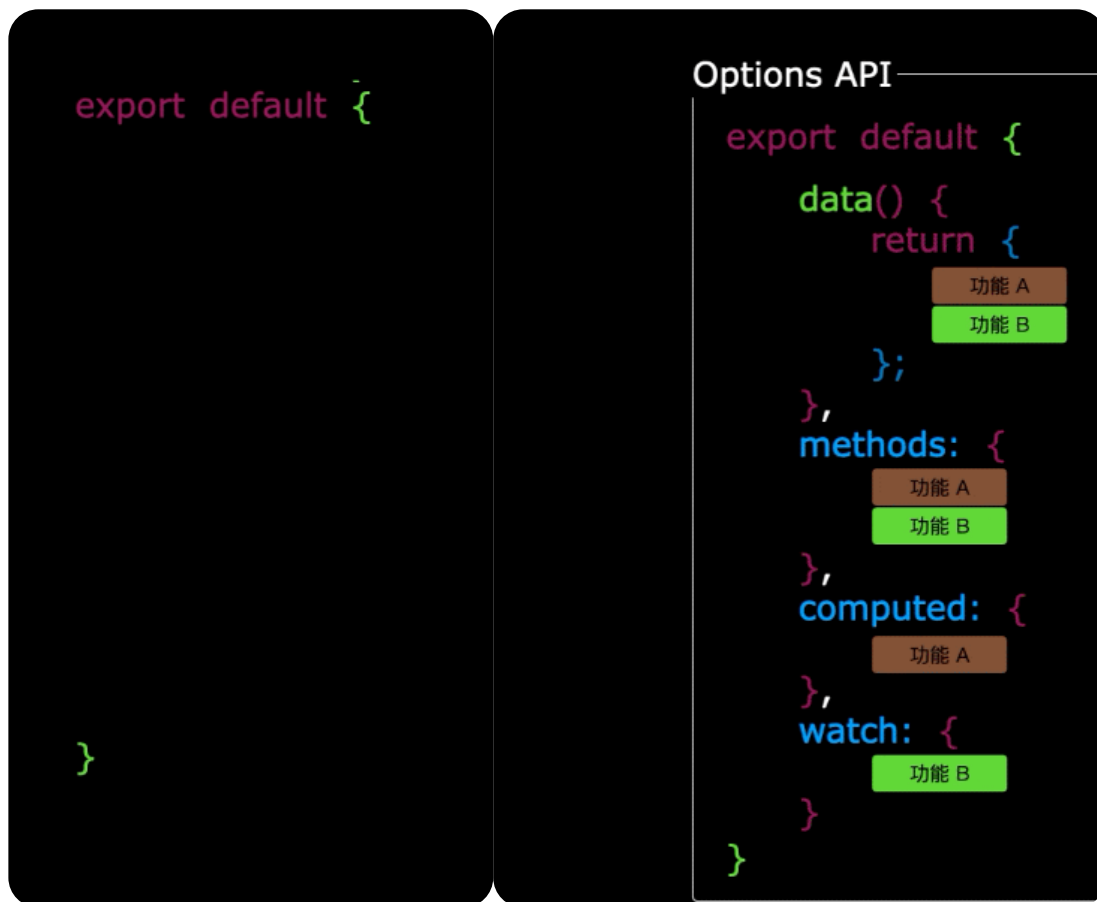 export default {
}
Options API
export default {
data() {
return {
功能 A
功能 B
};
},
methods: {
功能 A
功能 B
},
computed: {
功能 A
},
watch: {
功能 B
}
}